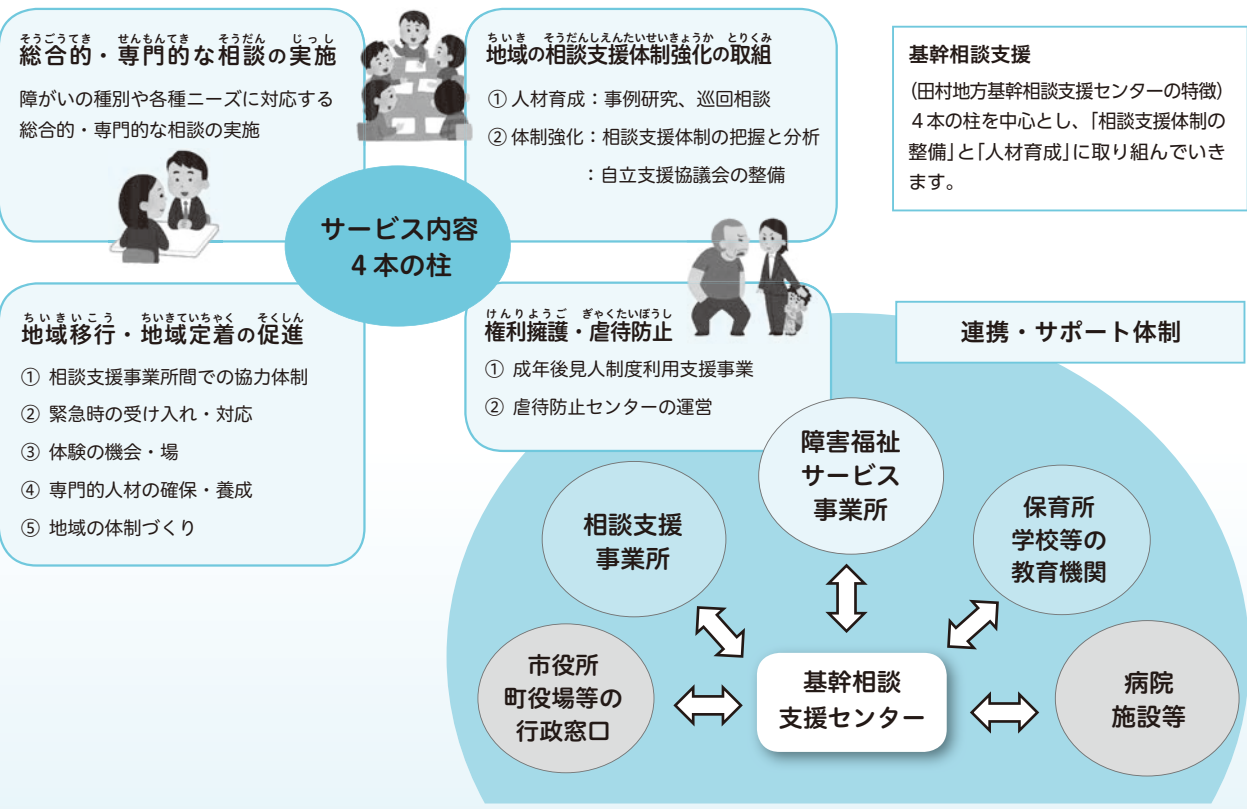 そうごうてき せんもんてき そうだん じっし
総合的・専門的な相談の実施
障がいの種別や各種ニーズに対応する
総合的・専門的な相談の実施
ちいき そうだんしえんたいせいきょうか とりくみ
地域の相談支援体制強化の取組
① 人材育成：事例研究、巡回相談
② 体制強化：相談支援体制の把握と分析
：自立支援協議会の整備
サービス内容
4本の柱
ちいきいこう ちいきていちゃく そくしん
地域移行・地域定着の促進
① 相談支援事業所間での協力体制
② 緊急時の受け入れ・対応
③ 体験の機会・場
④ 専門的人材の確保・養成
⑤ 地域の体制づくり
けんりようご ぎゃくたいぼうし
権利擁護・虐待防止
① 成年後見人制度利用支援事業
② 虐待防止センターの運営
基幹相談支援
(田村地方基幹相談支援センターの特徴)
4本の柱を中心とし、「相談支援体制の
整備」と「人材育成」に取り組んでいき
ます。
連携・サポート体制
障害福祉
サービス
事業所
相談支援
事業所
保育所
学校等の
教育機関
市役所
町役場等の
行政窓口
基幹相談
支援センター
病院
施設等